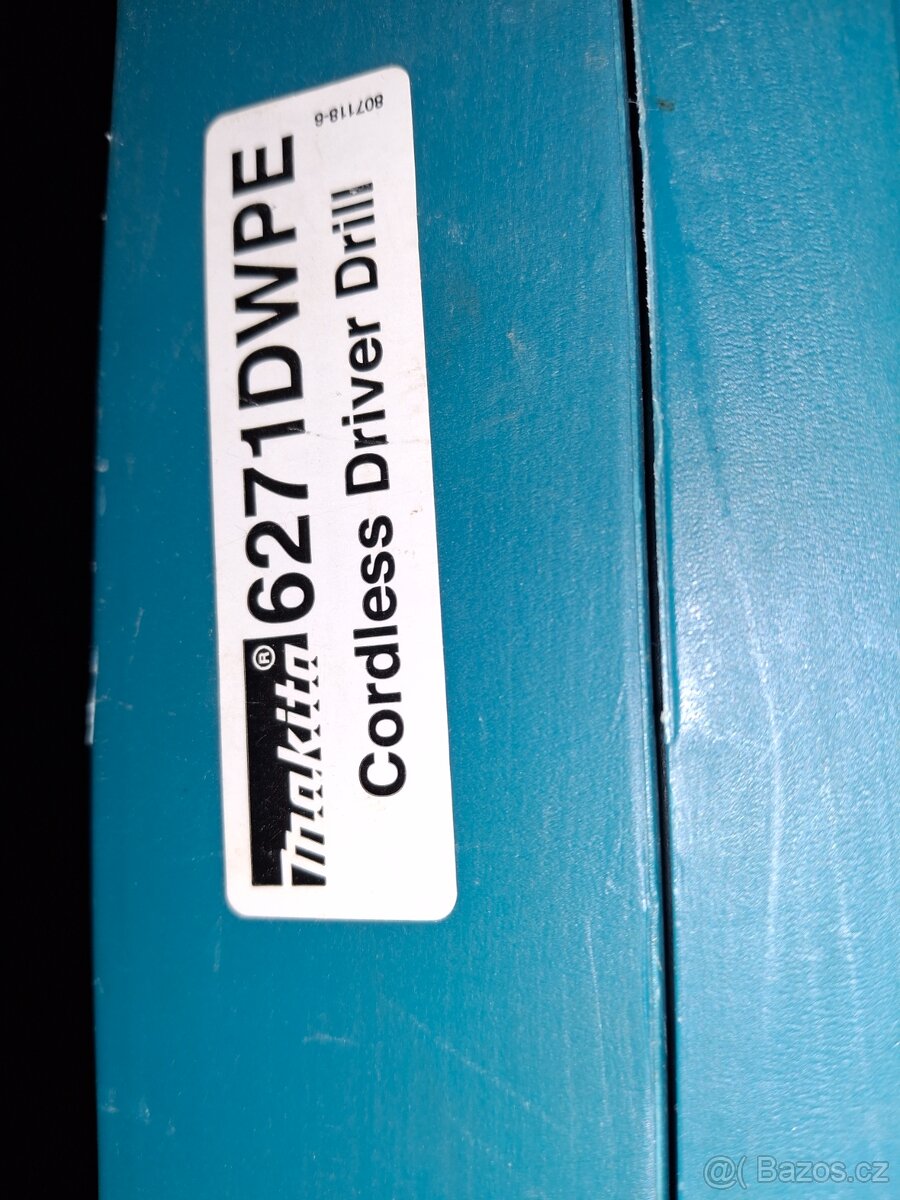 makita® 6271DWPE
Cordless Driver Drill
807118-6
@( Bazos.cz